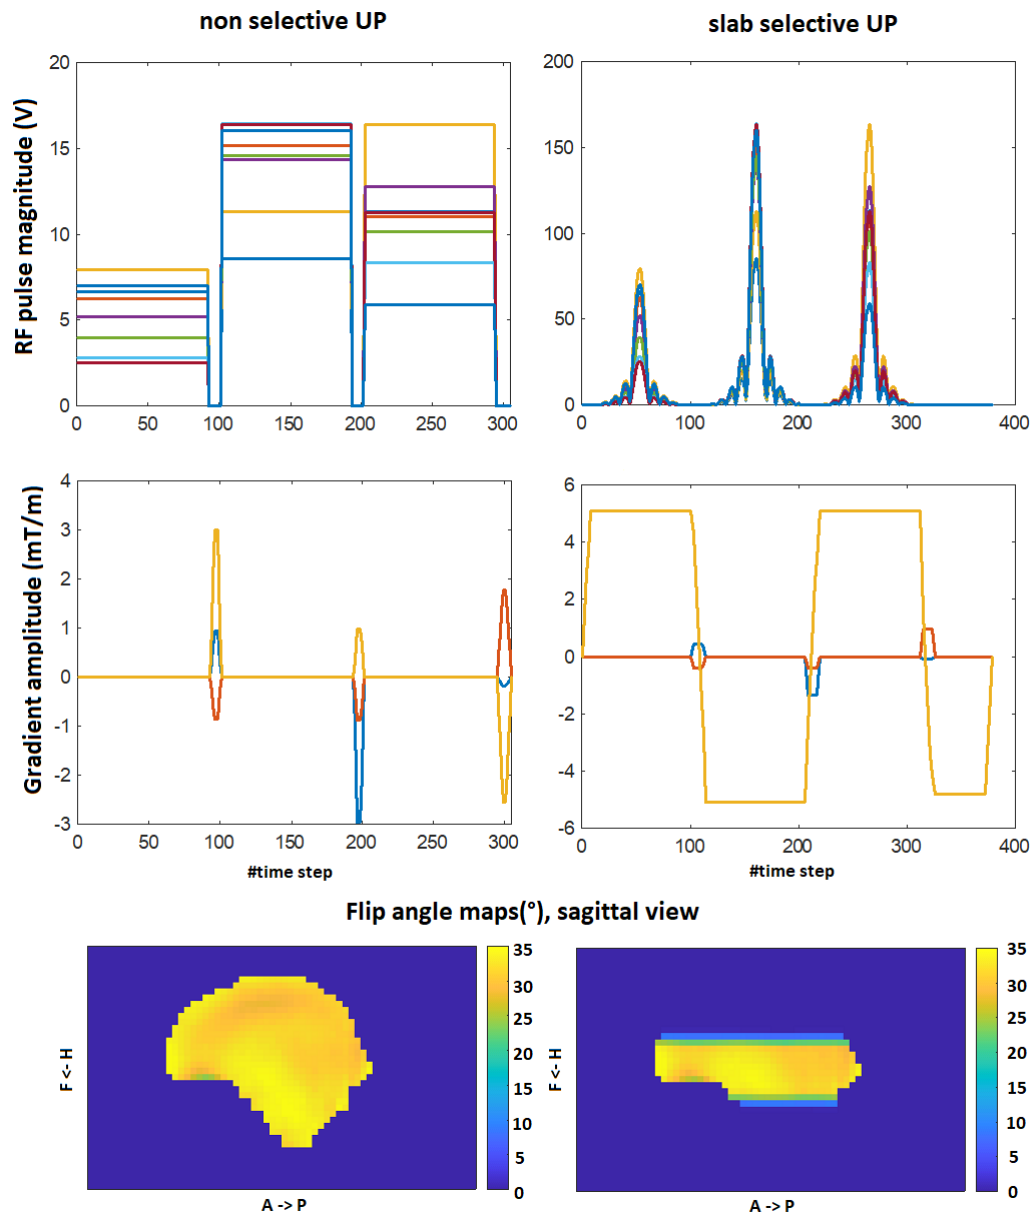 non selective UP
slab selective UP
RF pulse magnitude (V)
20
15
10
5
0
0 50 100 150 200 250 300
200
150
100
50
0
0 100 200 300 400
Gradient amplitude (mT/m)
4
3
2
1
0
-1
-2
-3
0 50 100 150 200 250 300
#time step
6
4
2
0
-2
-4
-6
0 100 200 300 400
#time step
Flip angle maps(°), sagittal view
F <- H
A -> P
35
30
25
20
15
10
5
0
F <- H
A -> P
35
30
25
20
15
10
5
0